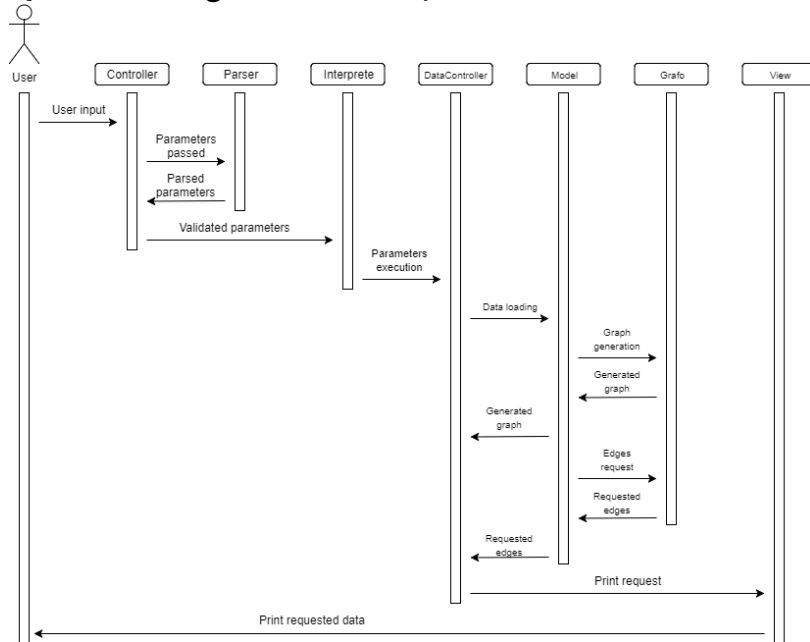 User
Controller
Parser
Interprete
DataController
Model
Grafo
View
User input
Parameters
passed
Parsed
parameters
Validated parameters
Parameters
execution
Data loading
Graph
generation
Generated
graph
Generated
graph
Edges
request
Requested
edges
Requested
edges
Print request
Print requested data